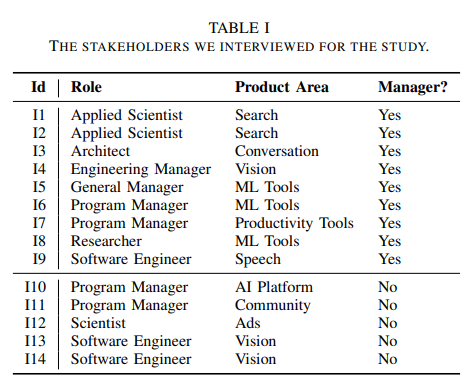 TABLE I
THE STAKEHOLDERS WE INTERVIEWED FOR THE STUDY.
Id Role Product Area Manager?
I1 Applied Scientist Search Yes
I2 Applied Scientist Search Yes
I3 Architect Conversation Yes
I4 Engineering Manager Vision Yes
I5 General Manager ML Tools Yes
I6 Program Manager ML Tools Yes
I7 Program Manager Productivity Tools Yes
I8 Researcher ML Tools Yes
I9 Software Engineer Speech Yes
I10 Program Manager AI Platform No
I11 Program Manager Community No
I12 Scientist Ads No
I13 Software Engineer Vision No
I14 Software Engineer Vision No